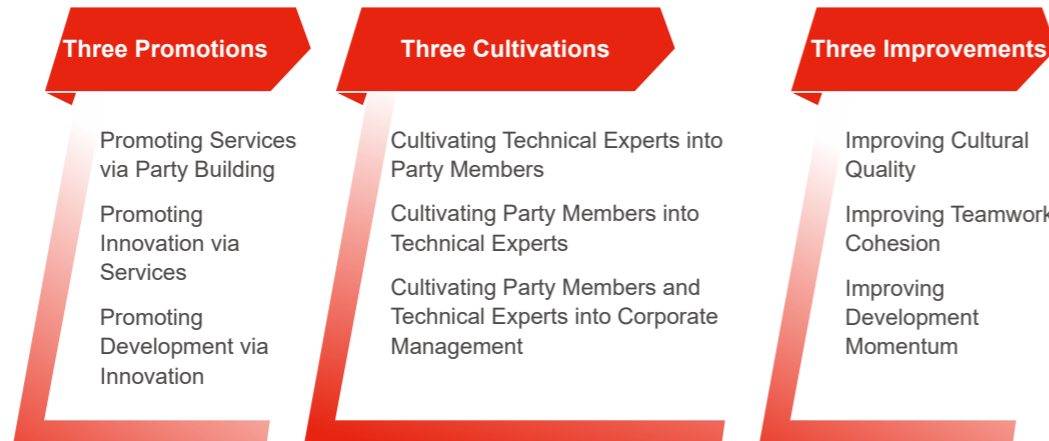 Three Promotions
Promoting Services
via Party Building
Promoting
Innovation via
Services
Promoting
Development via
Innovation
Three Cultivations
Cultivating Technical Experts into
Party Members
Cultivating Party Members into
Technical Experts
Cultivating Party Members and
Technical Experts into Corporate
Management
Three Improvements
Improving Cultural
Quality
Improving Teamwork
Cohesion
Improving
Development
Momentum